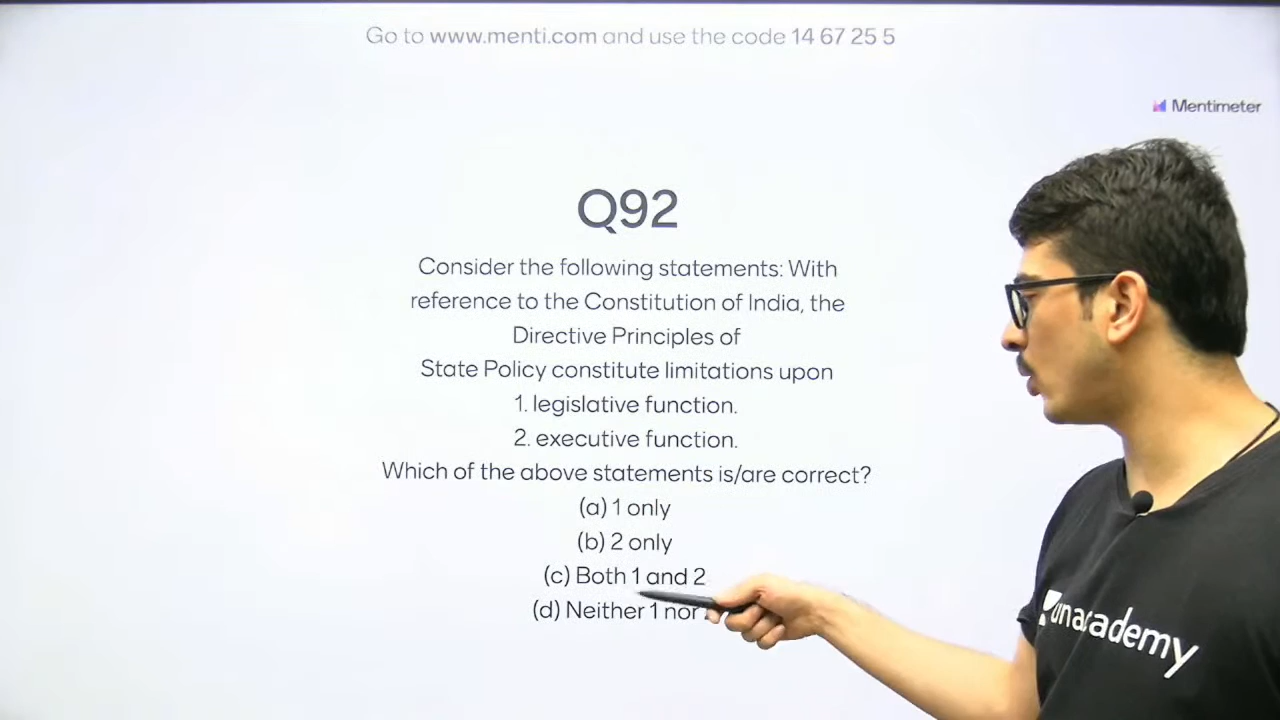 Go to www.menti.com and use the code 14 67 25 5
Mentimeter
Q92
Consider the following statements: With
reference to the Constitution of India, the
Directive Principles of
State Policy constitute limitations upon
1. legislative function.
2. executive function.
Which of the above statements is/are correct?
(a) 1 only
(b) 2 only
(c) Both 1 and 2
(d) Neither 1 nor
unacademy